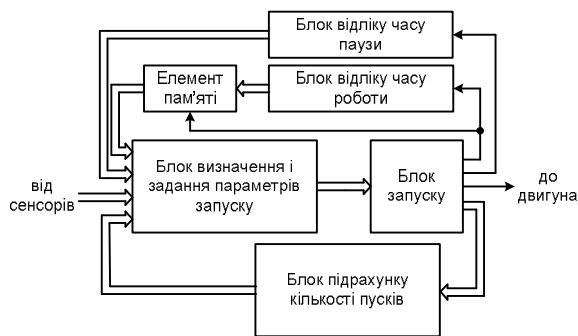 Блок відліку часу
паузи
Елемент
пам'яті
Блок відліку часу
роботи
від
сенсорів
Блок визначення і
задання параметрів
запуску
Блок
запуску
до
двигуна
Блок підрахунку
кількості пусків